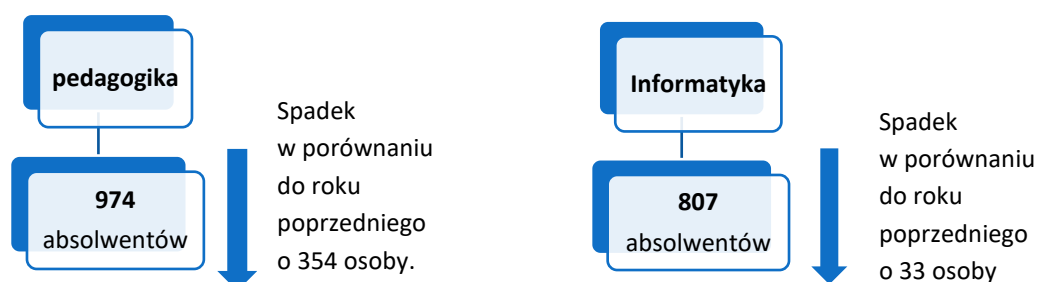 pedagogika
974
absolwentów
Spadek
w porównaniu
do roku
poprzedniego
o 354 osoby.
Informatyka
807
absolwentów
Spadek
w porównaniu
do roku
poprzedniego
o 33 osoby